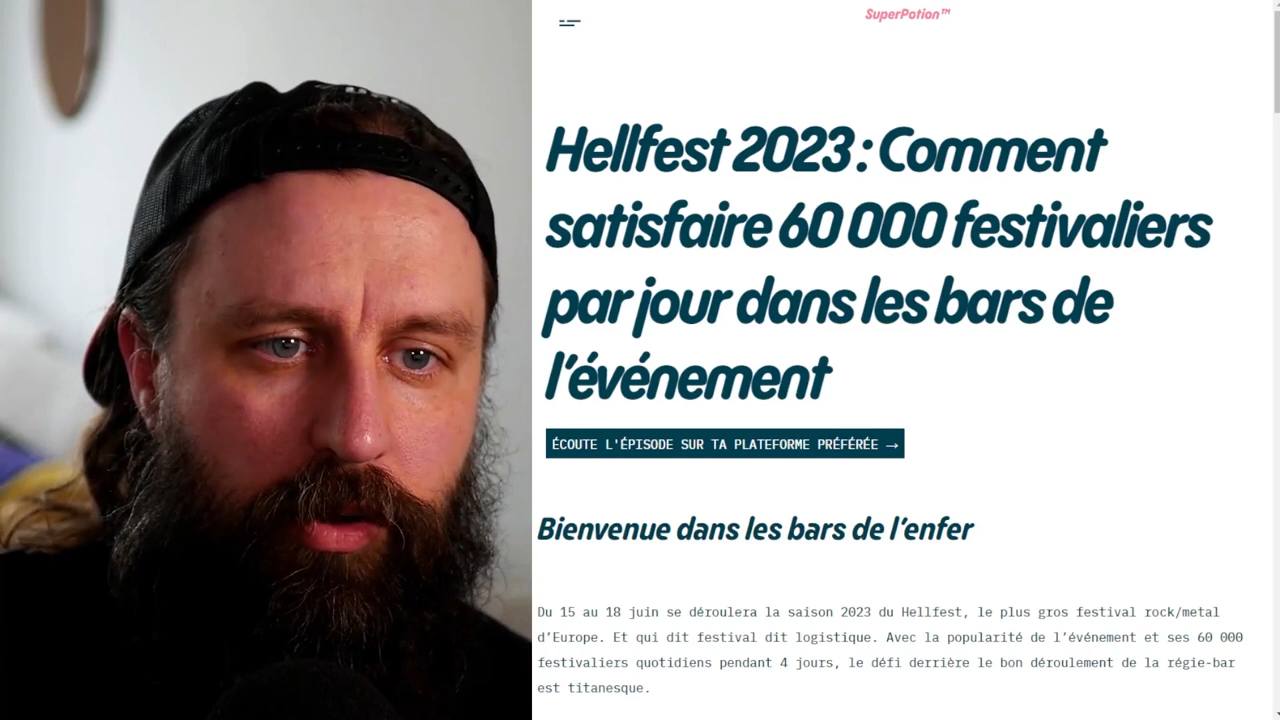 SuperPotion™
Hellfest 2023 : Comment
satisfaire 60 000 festivaliers
par jour dans les bars de
l’événement
ÉCOUTE L'ÉPISODE SUR TA PLATEFORME PRÉFÉRÉE →
Bienvenue dans les bars de l’enfer
Du 15 au 18 juin se déroulera la saison 2023 du Hellfest, le plus gros festival rock/metal
d’Europe. Et qui dit festival dit logistique. Avec la popularité de l’événement et ses 60 000
festivaliers quotidiens pendant 4 jours, le défi derrière le bon déroulement de la régie-bar
est titanesque.